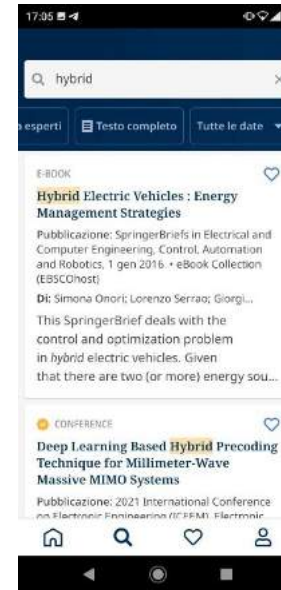 17:05
hybrid
esperti Testo completo Tutte le date
E-BOOK
Hybrid Electric Vehicles : Energy
Management Strategies
Pubblicazione: SpringerBriefs in Electrical and
Computer Engineering, Control, Automation
and Robotics, 1 gen 2016. • eBook Collection
(EBSCOhost)
Di: Simona Onori; Lorenzo Serrao; Giorgi...
This SpringerBrief deals with the
control and optimization problem
in hybrid electric vehicles. Given
that there are two (or more) energy sou...
CONFERENCE
Deep Learning Based Hybrid Precoding
Technique for Millimeter-Wave
Massive MIMO Systems
Pubblicazione: 2021 International Conference
on Electronic Engineering (ICEEM), Electronic